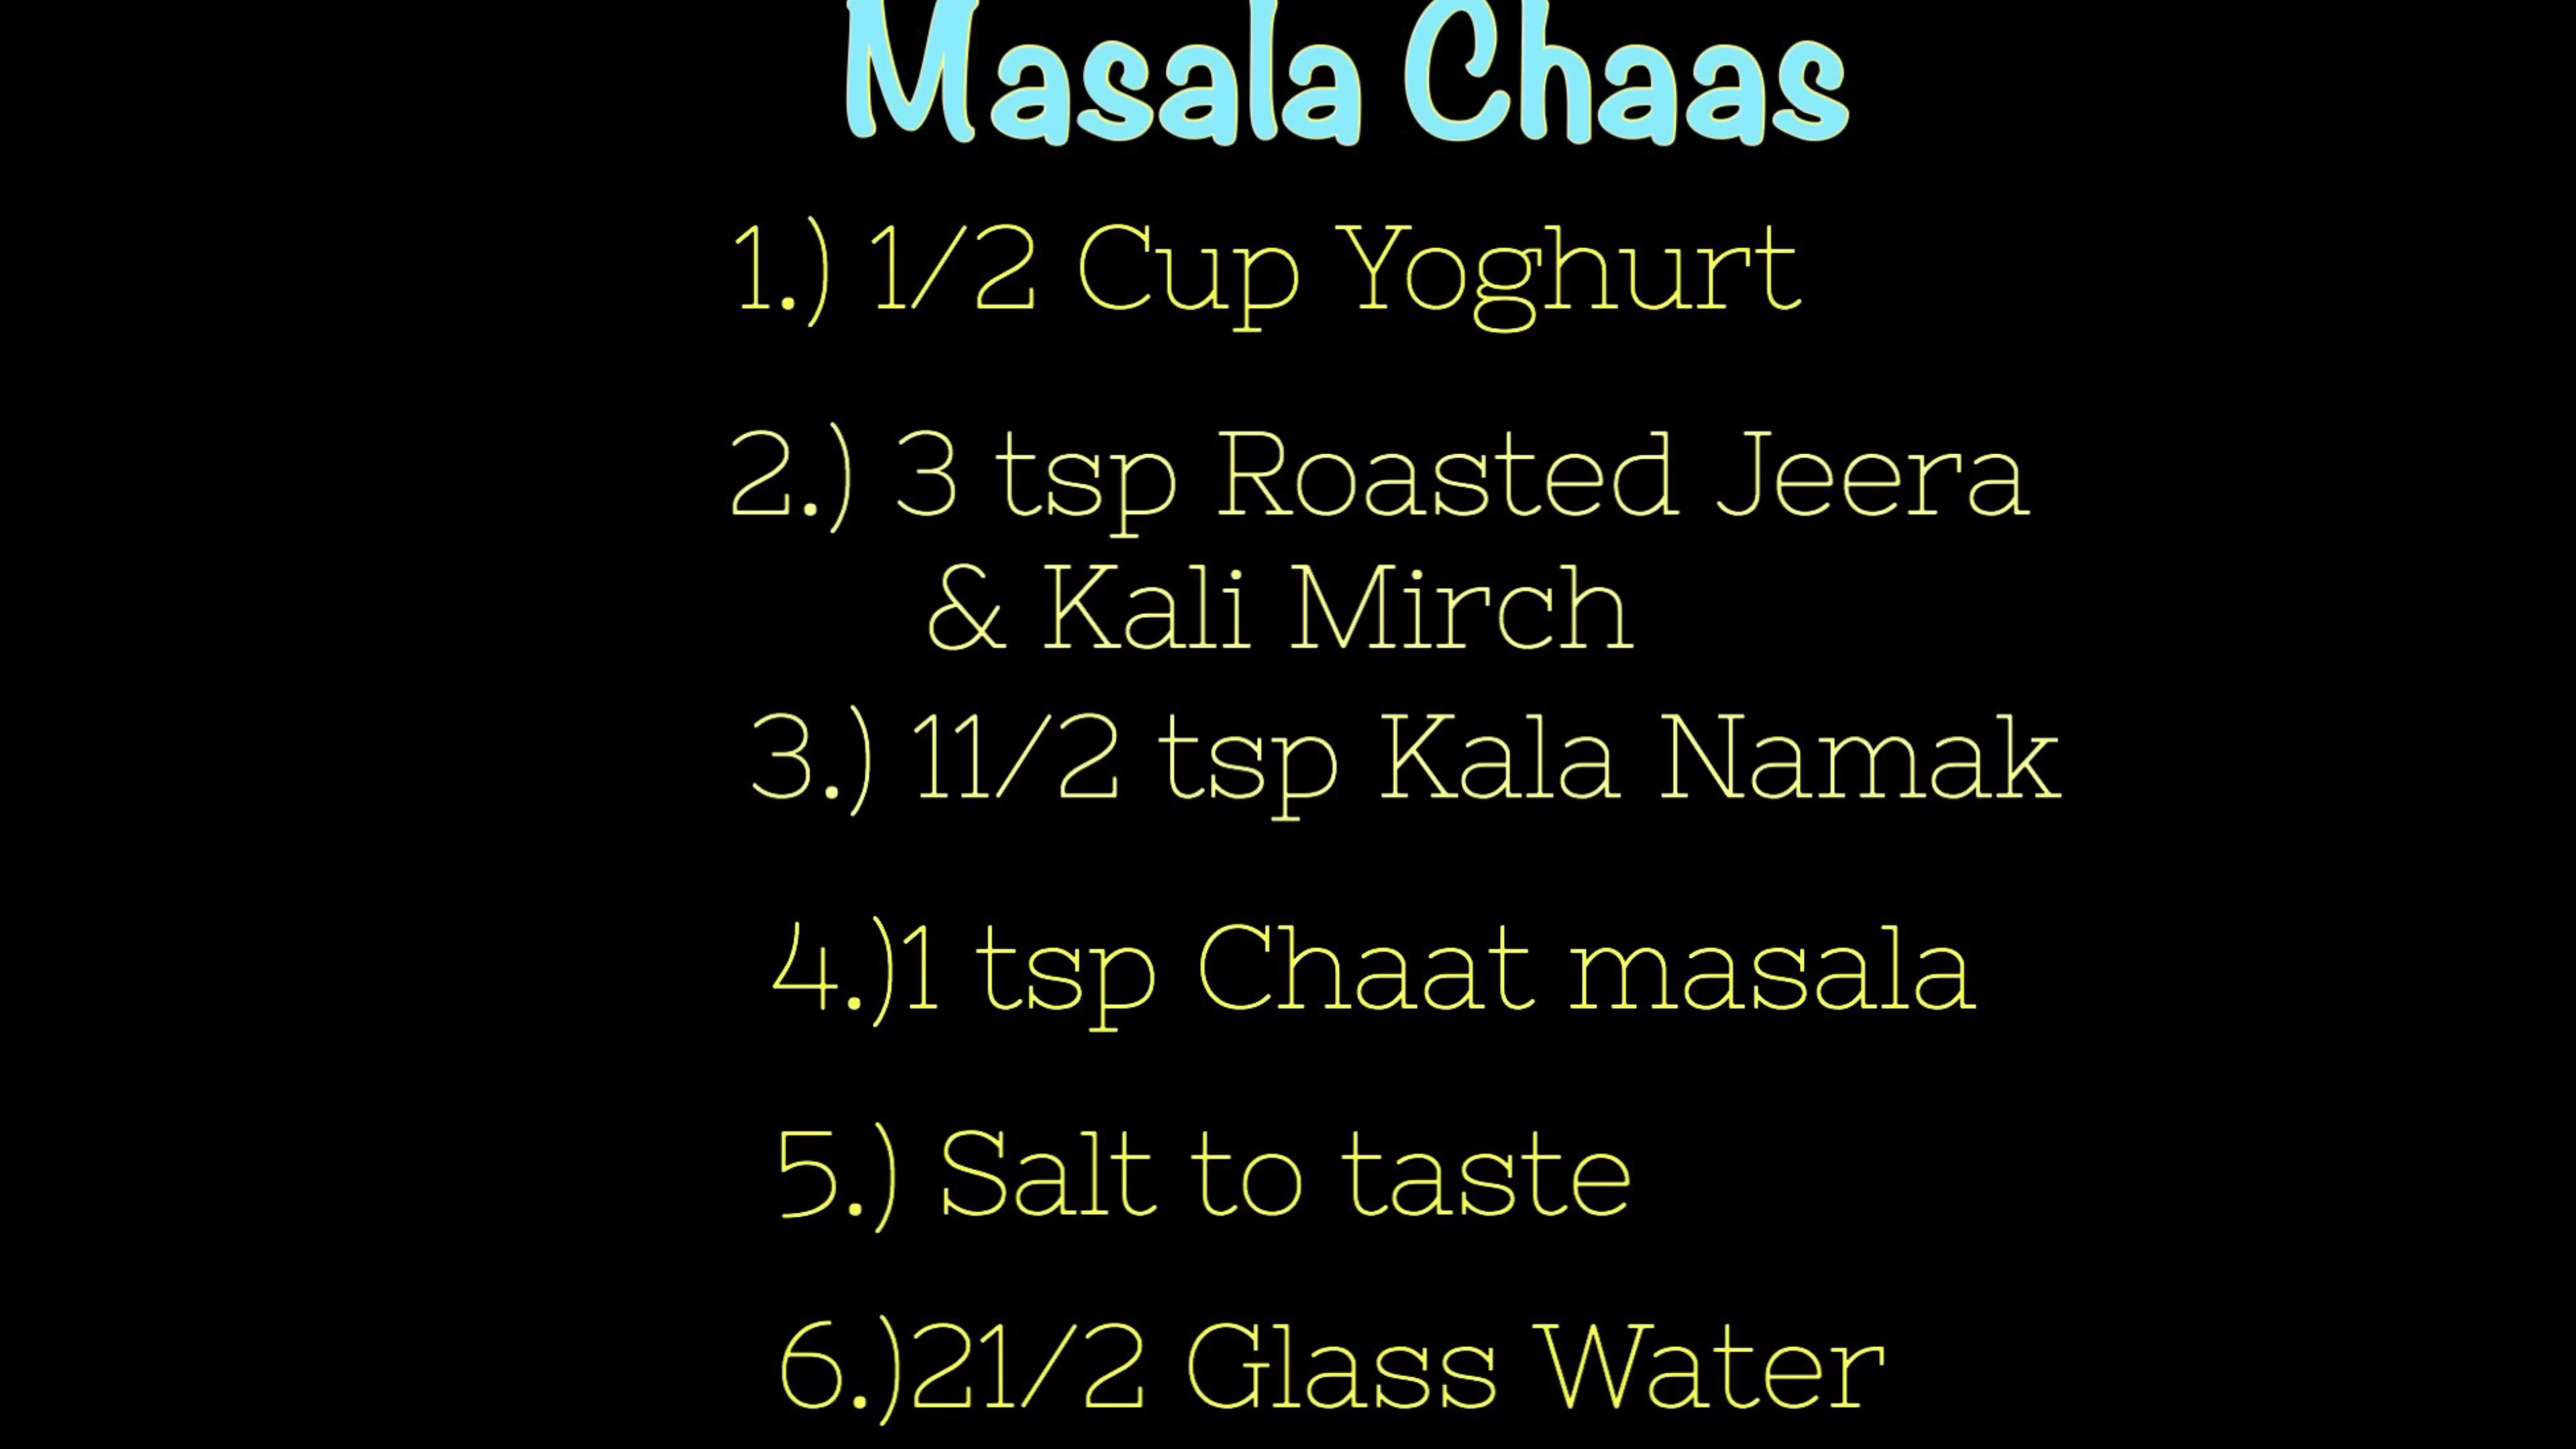 Masala Chaas
1.) 1/2 Cup Yoghurt
2.) 3 tsp Roasted Jeera
& Kali Mirch
3.) 11/2 tsp Kala Namak
4.)1 tsp Chaat masala
5.) Salt to taste
6.)21/2 Glass Water